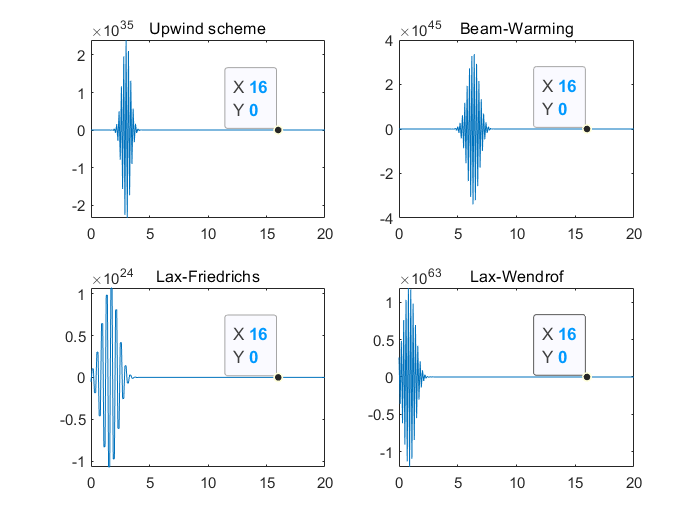 ×10^35 Upwind scheme
2
1
0
-1
-2
0 5 10 15 20
X 16
Y 0
×10^45 Beam-Warming
4
2
0
-2
-4
0 5 10 15 20
X 16
Y 0
×10^24 Lax-Friedrichs
1
0.5
0
-0.5
-1
0 5 10 15 20
X 16
Y 0
×10^63 Lax-Wendrof
1
0.5
0
-0.5
-1
0 5 10 15 20
X 16
Y 0